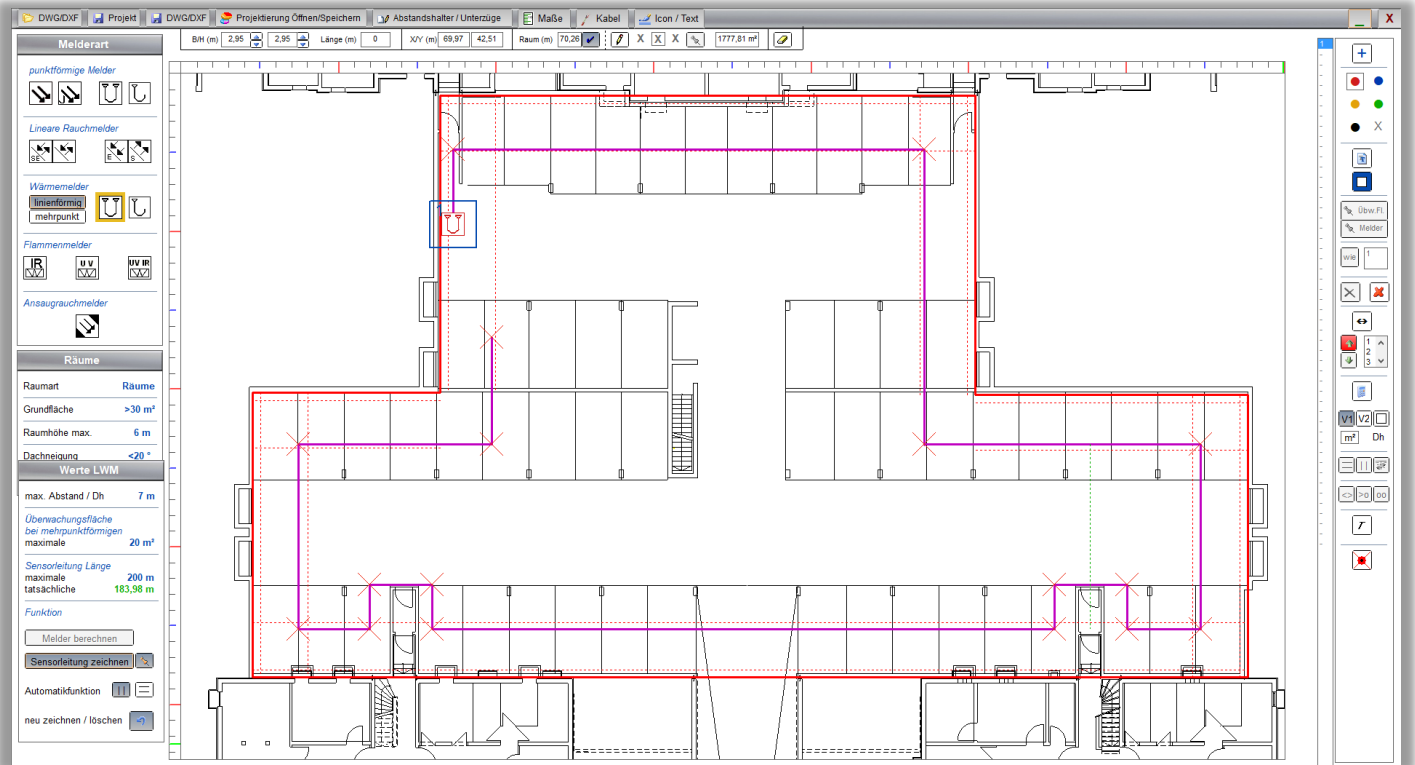 DWG/DXF Projekt DWG/DXF Projektierung Öffnen/Speichern Abstandshalter / Unterzüge Maße Kabel Icon / Text _ X
B/H (m) 2,95 2,95 Länge (m) 0 X/Y (m) 69,97 42,51 Raum (m) 70,26 X X X 1777,81 m²
Melderart
punktförmige Melder
Lineare Rauchmelder
SE E S
Wärmemelder
linienförmig
mehrpunkt
Flammenmelder
IR UV UV IR
Ansaugrauchmelder
Räume
Raumart Räume
Grundfläche >30 m²
Raumhöhe max. 6 m
Dachneigung <20 °
Werte LWM
max. Abstand / Dh 7 m
Überwachungsfläche
bei mehrpunktförmigen
maximale 20 m²
Sensorleitung Länge
maximale 200 m
tatsächliche 183,98 m
Funktion
Melder berechnen
Sensorleitung zeichnen
Automatikfunktion
neu zeichnen / löschen
1
+
X
Übw.Fl.
Melder
wie 1
1
2
3
V1 V2
m² Dh
<> >o oo
T